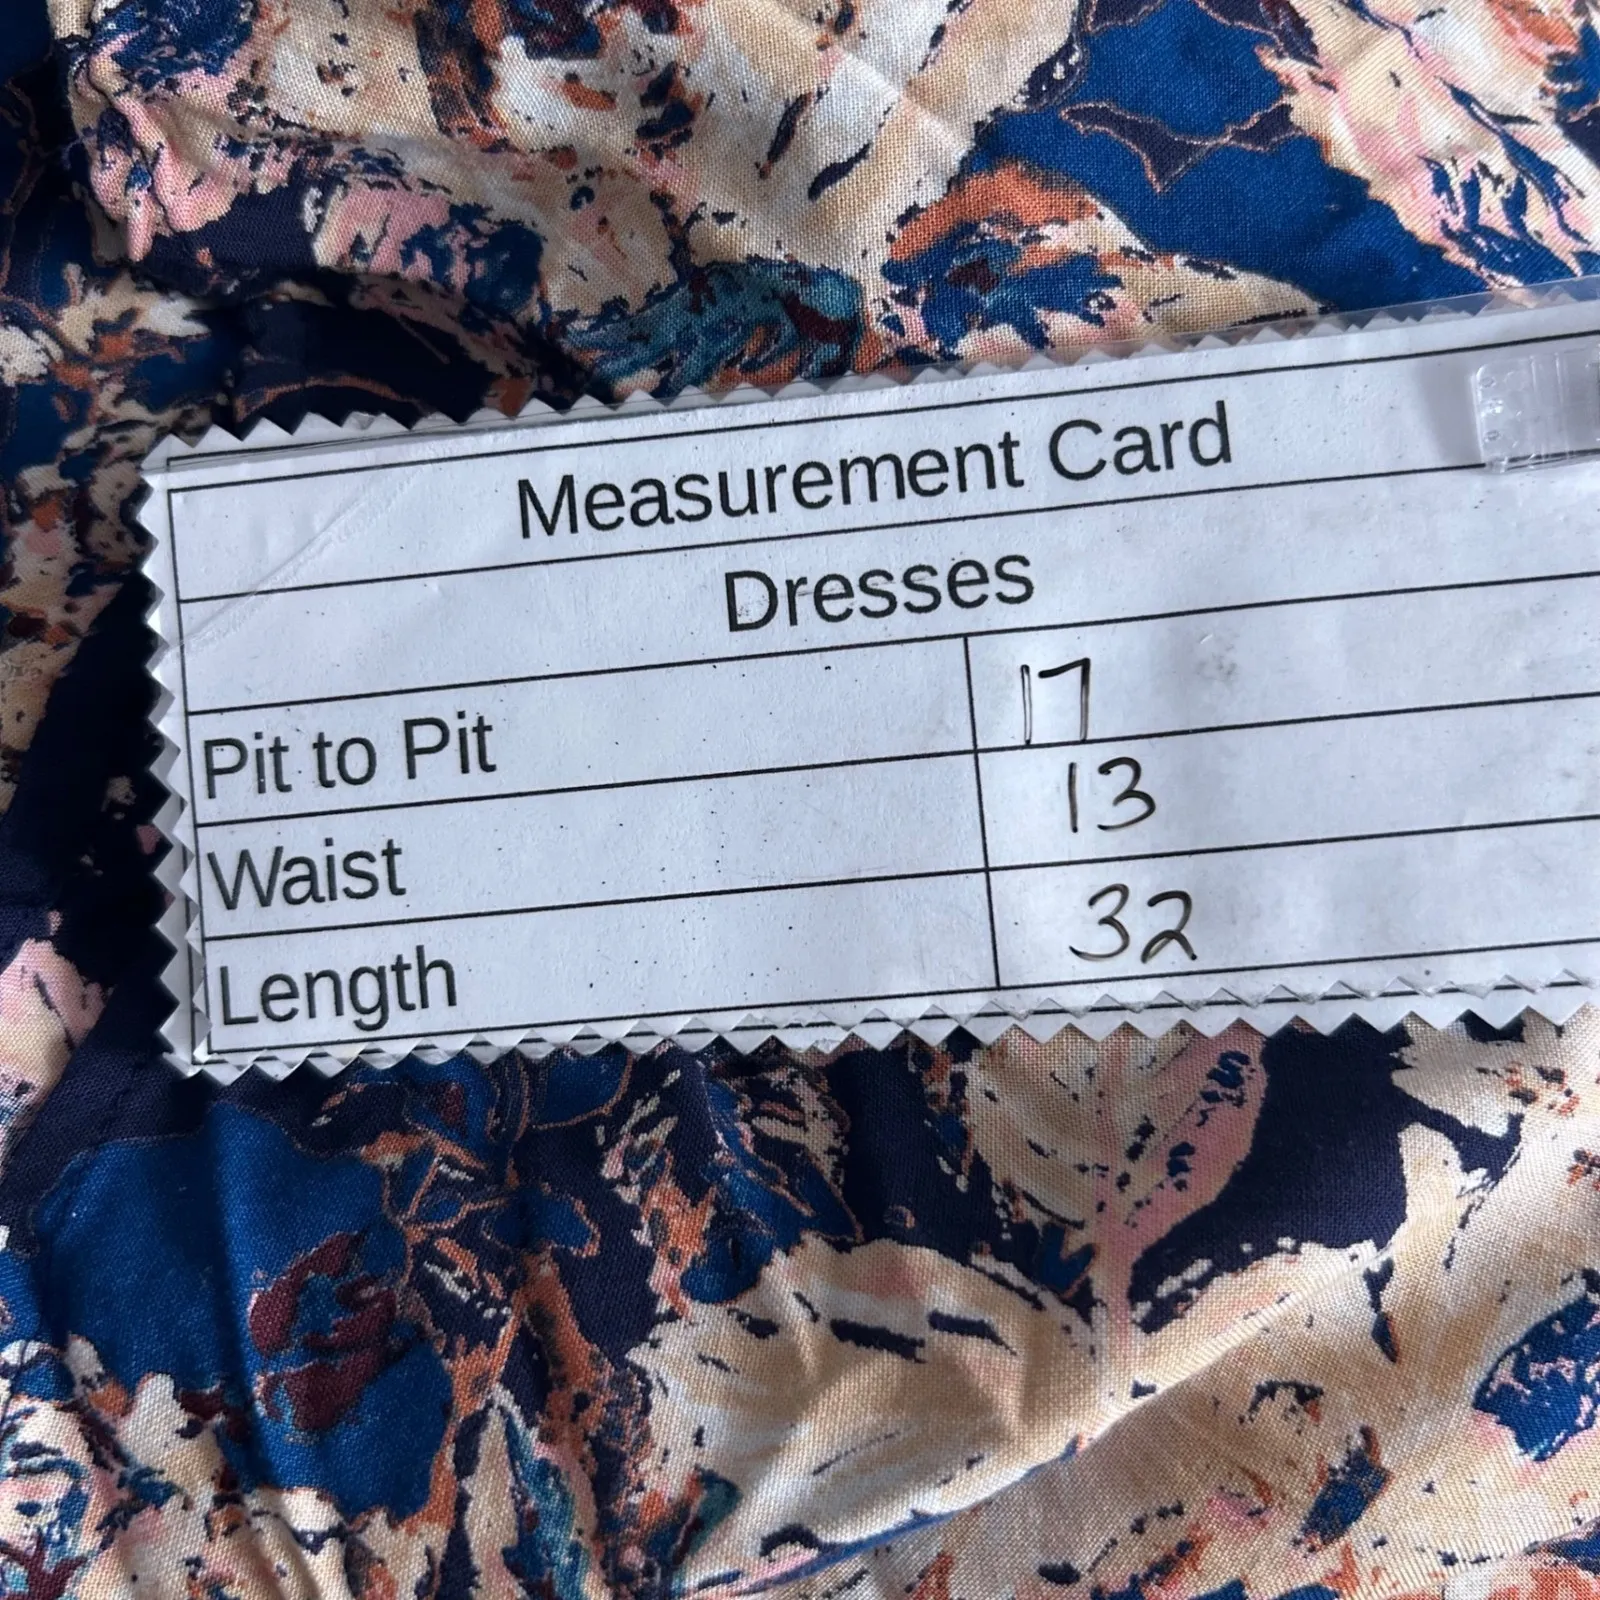 Measurement Card
Dresses
Pit to Pit 17
Waist 13
Length 32